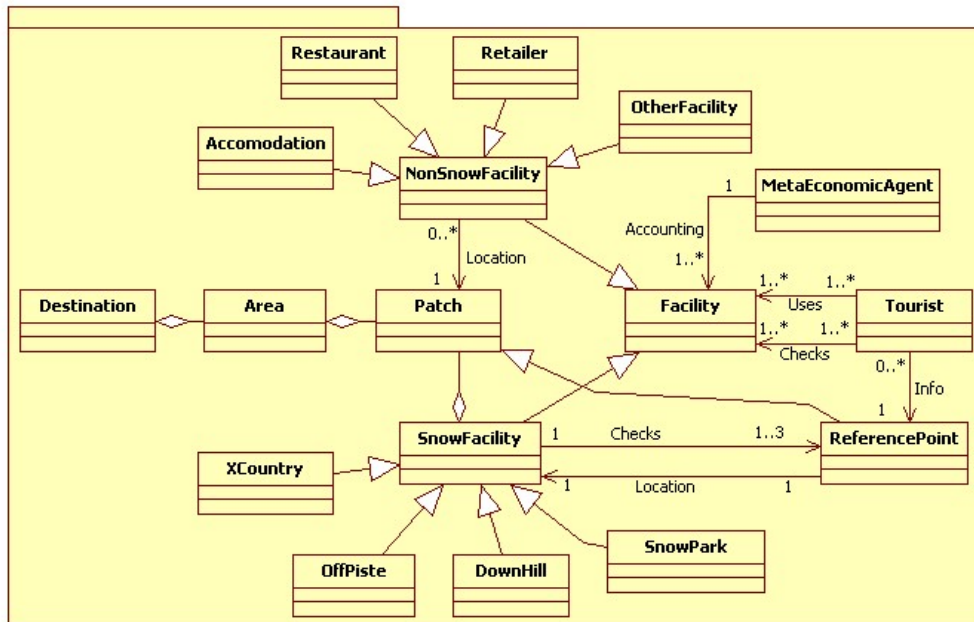 Restaurant
Retailer
OtherFacility
Accomodation
NonSnowFacility
MetaEconomicAgent
1
0..*
Accounting
Location
1..*
1
1..*
1..*
Destination
Area
Patch
Facility
Uses
Tourist
1..*
1..*
Checks
0..*
Info
1
SnowFacility
1
Checks
1..3
ReferencePoint
XCountry
1
Location
1
SnowPark
OffPiste
DownHill